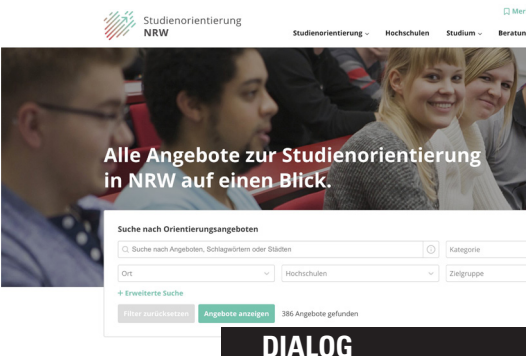 Mer
Studienorientierung
NRW
Studienorientierung Hochschulen Studium Beratun
Alle Angebote zur Studienorientierung
in NRW auf einen Blick.
Suche nach Orientierungsangeboten
Suche nach Angeboten, Schlagwörtern oder Städten Kategorie
Ort Hochschulen Zielgruppe
+ Erweiterte Suche
Filter zurücksetzen Angebote anzeigen 386 Angebote gefunden
DIALOG